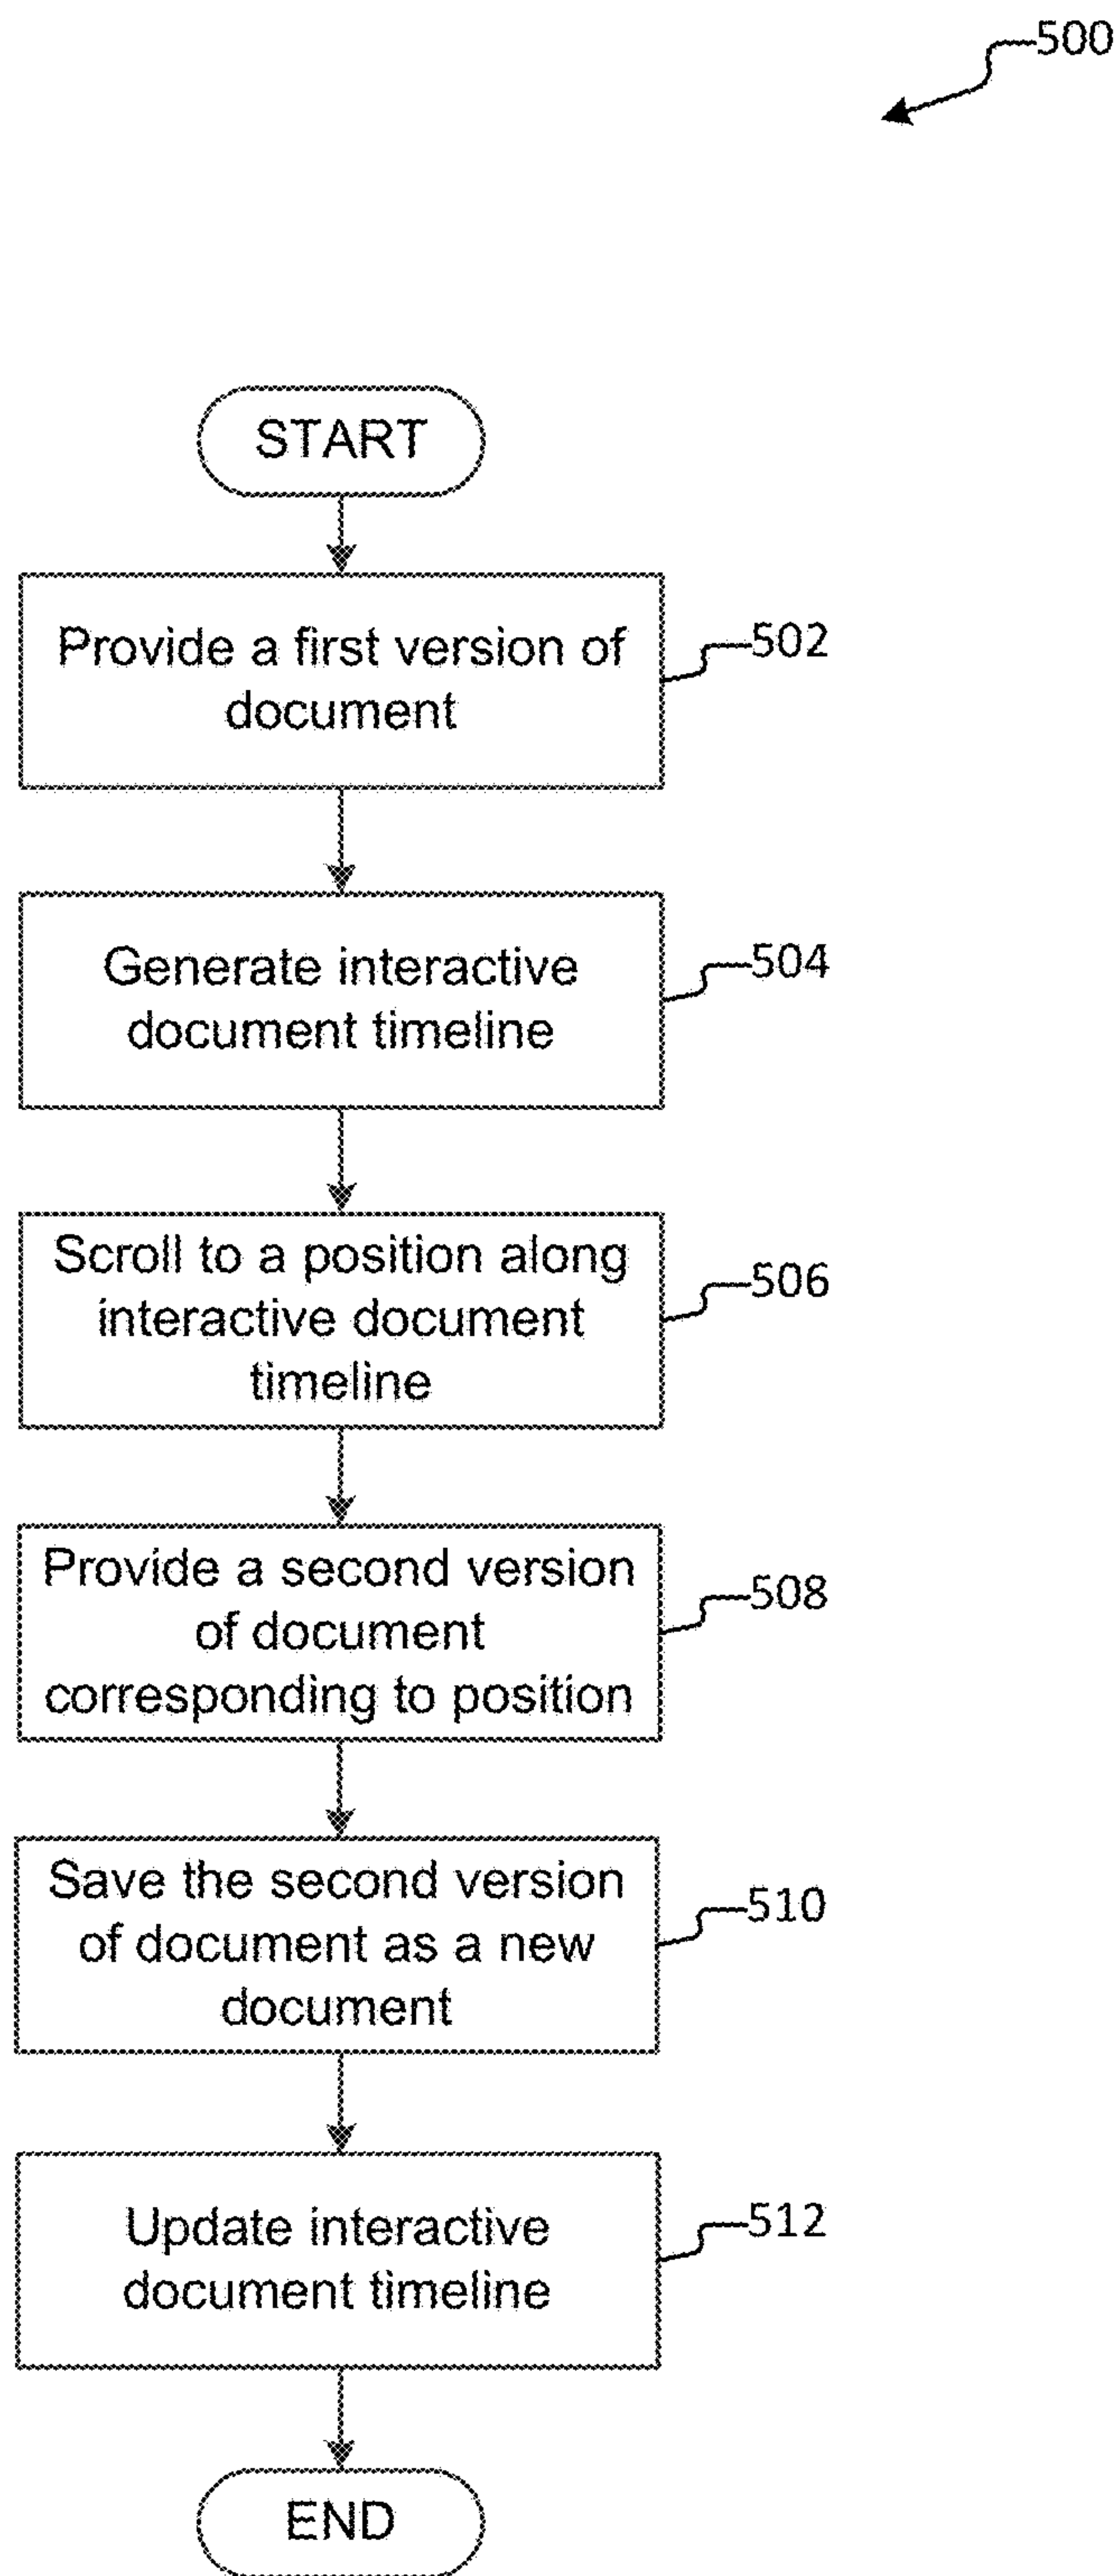 500
START
Provide a first version of
document
502
Generate interactive
document timeline
504
Scroll to a position along
interactive document
timeline
506
Provide a second version
of document
corresponding to position
508
Save the second version
of document as a new
document
510
Update interactive
document timeline
512
END